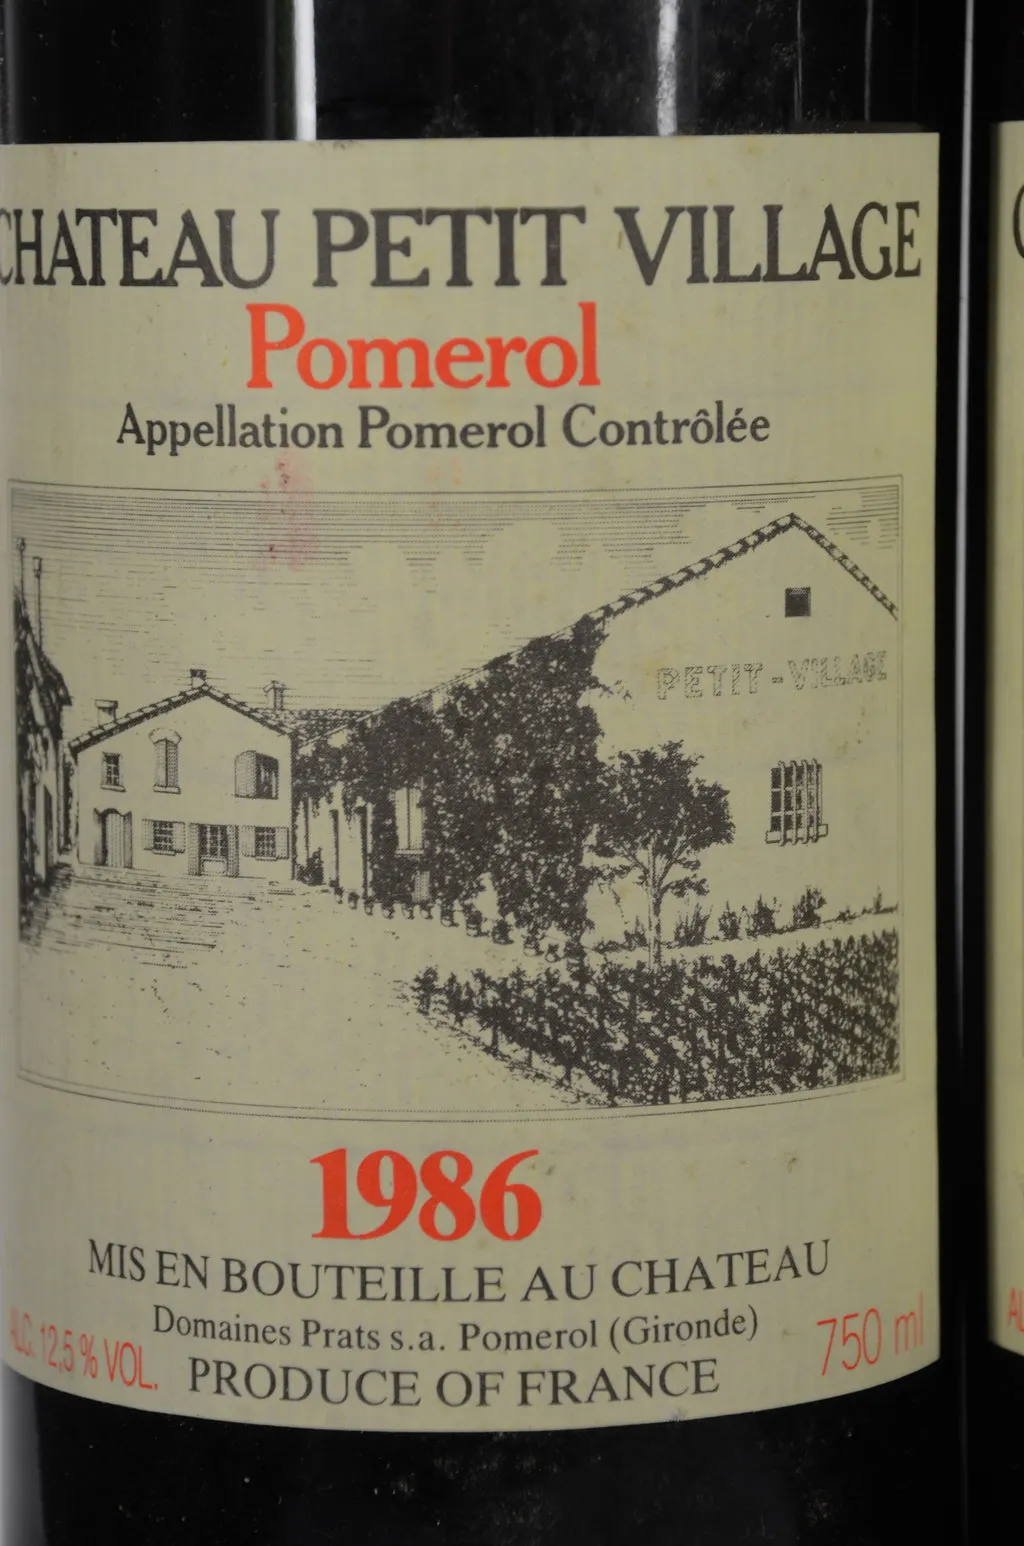 CHATEAU PETIT VILLAGE
Pomerol
Appellation Pomerol Contrôlée
PETIT-VILLAGE
1986
MIS EN BOUTEILLE AU CHATEAU
Domaines Prats s.a. Pomerol (Gironde)
ALC. 12,5 % VOL.
750 ml
PRODUCE OF FRANCE